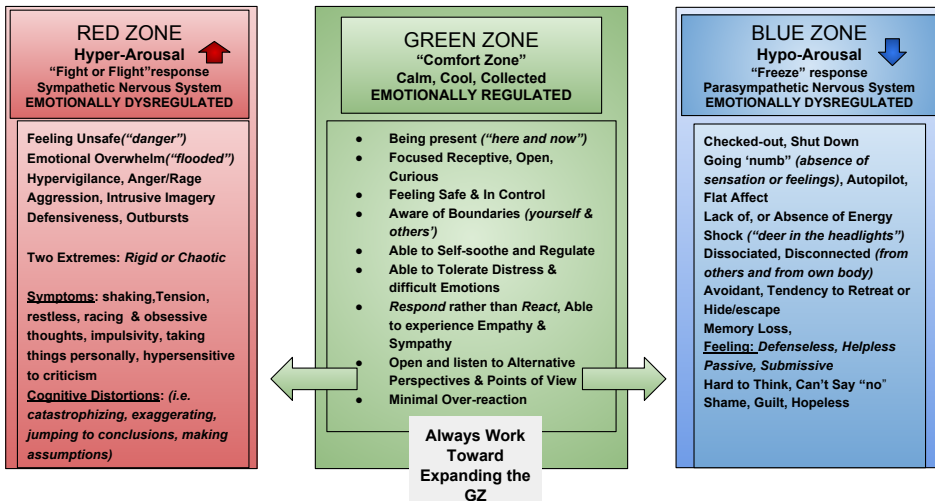 RED ZONE
Hyper-Arousal
“Fight or Flight”response
Sympathetic Nervous System
EMOTIONALLY DYSREGULATED
Feeling Unsafe(“danger”)
Emotional Overwhelm(“flooded”)
Hypervigilance, Anger/Rage
Aggression, Intrusive Imagery
Defensiveness, Outbursts
Two Extremes: Rigid or Chaotic
Symptoms: shaking,Tension,
restless, racing & obsessive
thoughts, impulsivity, taking
things personally, hypersensitive
to criticism
Cognitive Distortions: (i.e.
catastrophizing, exaggerating,
jumping to conclusions, making
assumptions)
GREEN ZONE
“Comfort Zone”
Calm, Cool, Collected
EMOTIONALLY REGULATED
● Being present (“here and now”)
● Focused Receptive, Open,
Curious
● Feeling Safe & In Control
● Aware of Boundaries (yourself &
others’)
● Able to Self-soothe and Regulate
● Able to Tolerate Distress &
difficult Emotions
● Respond rather than React, Able
to experience Empathy &
Sympathy
● Open and listen to Alternative
Perspectives & Points of View
● Minimal Over-reaction
Always Work
Toward
Expanding the
GZ
BLUE ZONE
Hypo-Arousal
“Freeze” response
Parasympathetic Nervous System
EMOTIONALLY DYSREGULATED
Checked-out, Shut Down
Going ‘numb” (absence of
sensation or feelings), Autopilot,
Flat Affect
Lack of, or Absence of Energy
Shock (“deer in the headlights”)
Dissociated, Disconnected (from
others and from own body)
Avoidant, Tendency to Retreat or
Hide/escape
Memory Loss,
Feeling: Defenseless, Helpless
Passive, Submissive
Hard to Think, Can’t Say “no”
Shame, Guilt, Hopeless